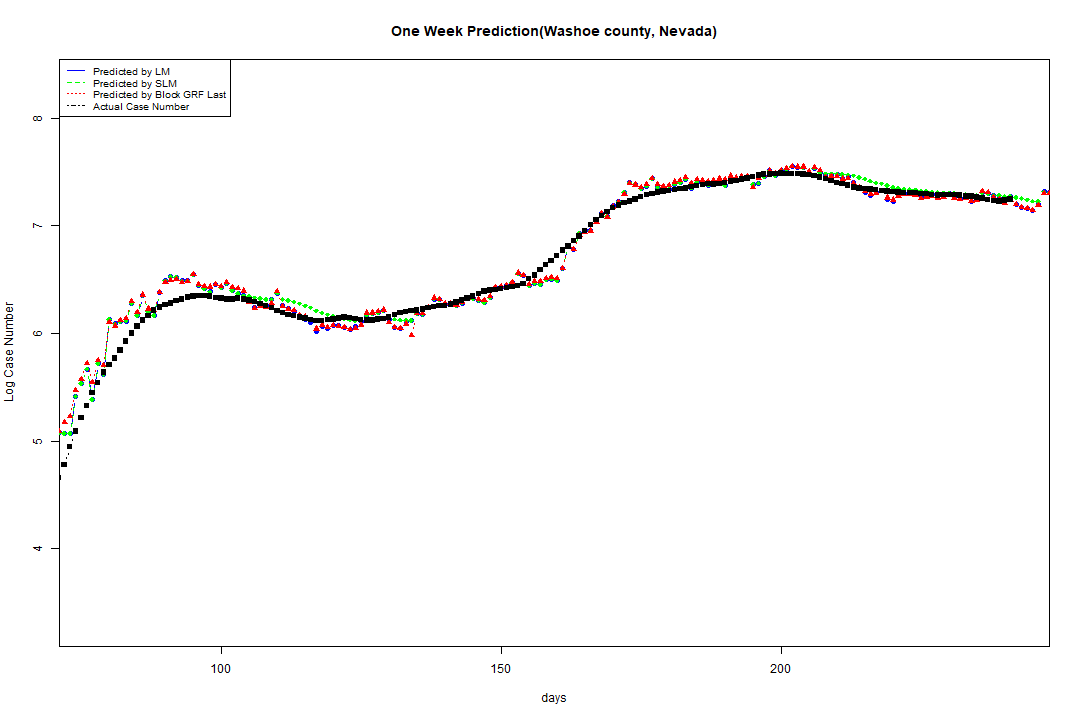 One Week Prediction(Washoe county, Nevada)
Predicted by LM
Predicted by SLM
Predicted by Block GRF Last
Actual Case Number
8
7
6
5
4
Log Case Number
100 150 200
days